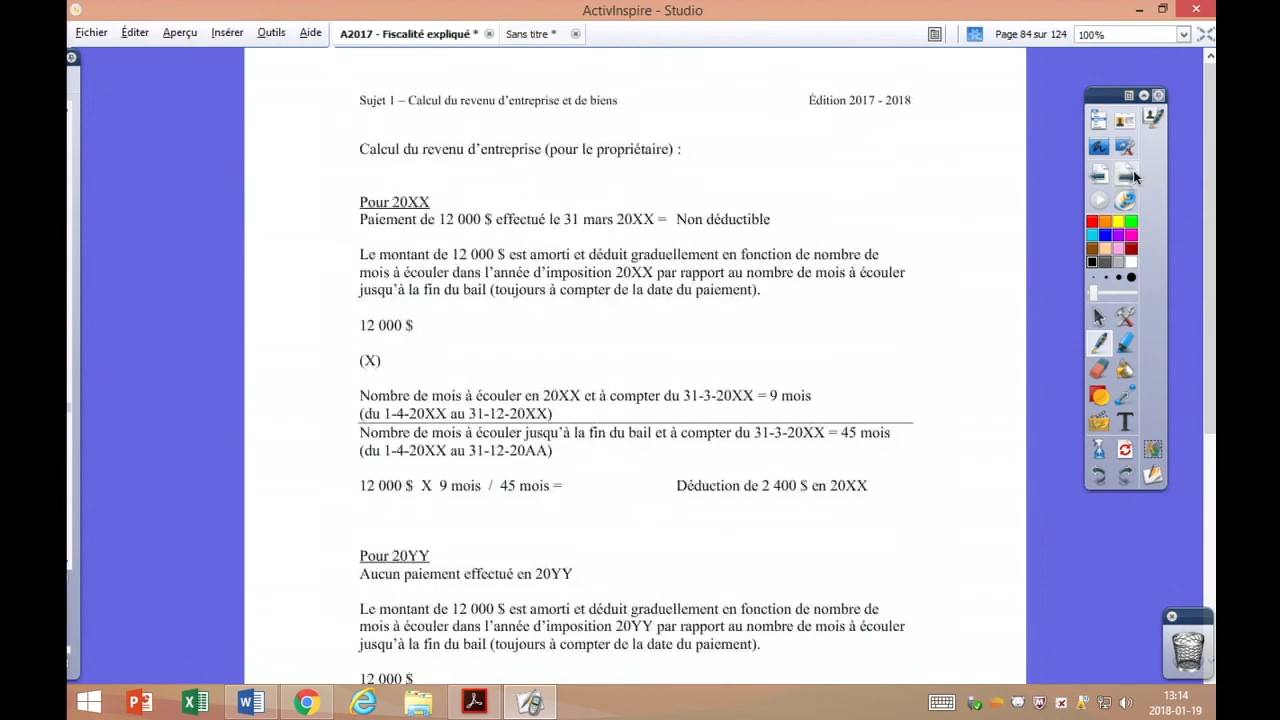 ActivInspire - Studio
Fichier Éditer Aperçu Insérer Outils Aide A2017 - Fiscalité expliqué * Sans titre * Page 84 sur 124 100%
Sujet 1 – Calcul du revenu d’entreprise et de biens Édition 2017 - 2018
Calcul du revenu d’entreprise (pour le propriétaire) :
Pour 20XX
Paiement de 12 000 $ effectué le 31 mars 20XX = Non déductible
Le montant de 12 000 $ est amorti et déduit graduellement en fonction de nombre de
mois à écouler dans l’année d’imposition 20XX par rapport au nombre de mois à écouler
jusqu’à la fin du bail (toujours à compter de la date du paiement).
12 000 $
(X)
Nombre de mois à écouler en 20XX et à compter du 31-3-20XX = 9 mois
(du 1-4-20XX au 31-12-20XX)
Nombre de mois à écouler jusqu’à la fin du bail et à compter du 31-3-20XX = 45 mois
(du 1-4-20XX au 31-12-20AA)
12 000 $ X 9 mois / 45 mois = Déduction de 2 400 $ en 20XX
Pour 20YY
Aucun paiement effectué en 20YY
Le montant de 12 000 $ est amorti et déduit graduellement en fonction de nombre de
mois à écouler dans l’année d’imposition 20YY par rapport au nombre de mois à écouler
jusqu’à la fin du bail (toujours à compter de la date du paiement).
12 000 $
13:14
2018-01-19